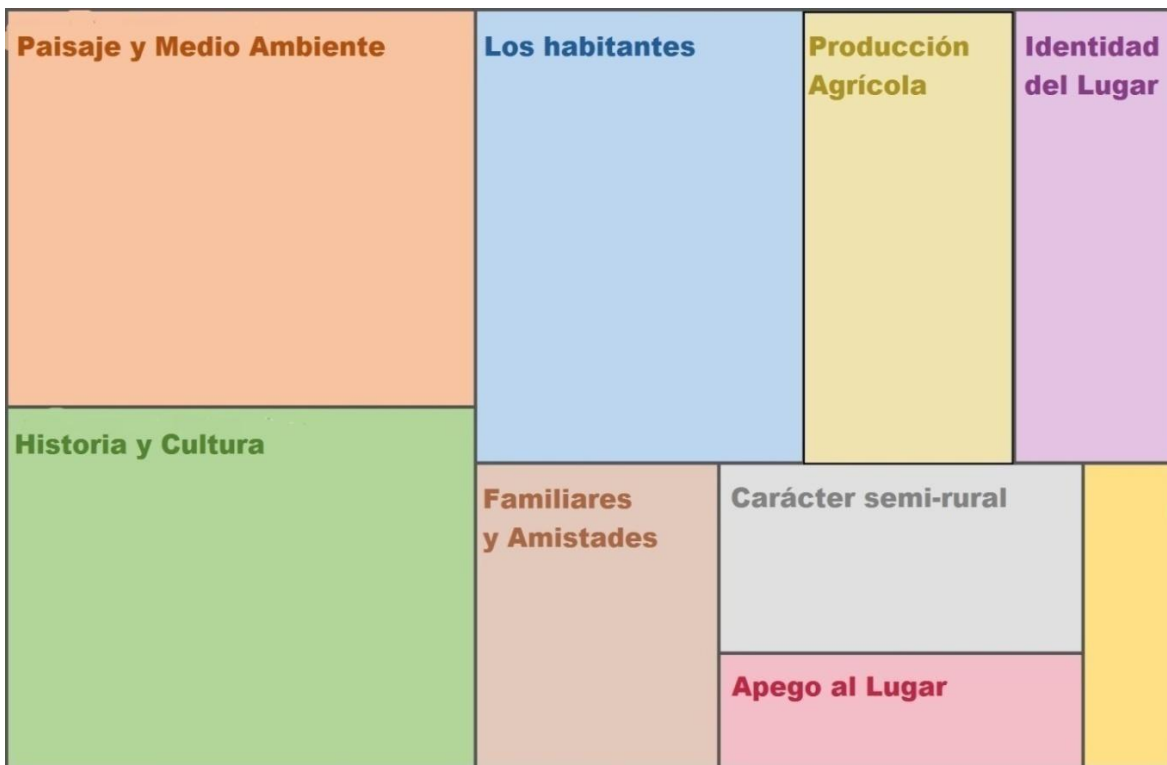 Paisaje y Medio Ambiente
Los habitantes
Producción
Agrícola
Identidad
del Lugar
Historia y Cultura
Familiares
y Amistades
Carácter semi-rural
Apego al Lugar